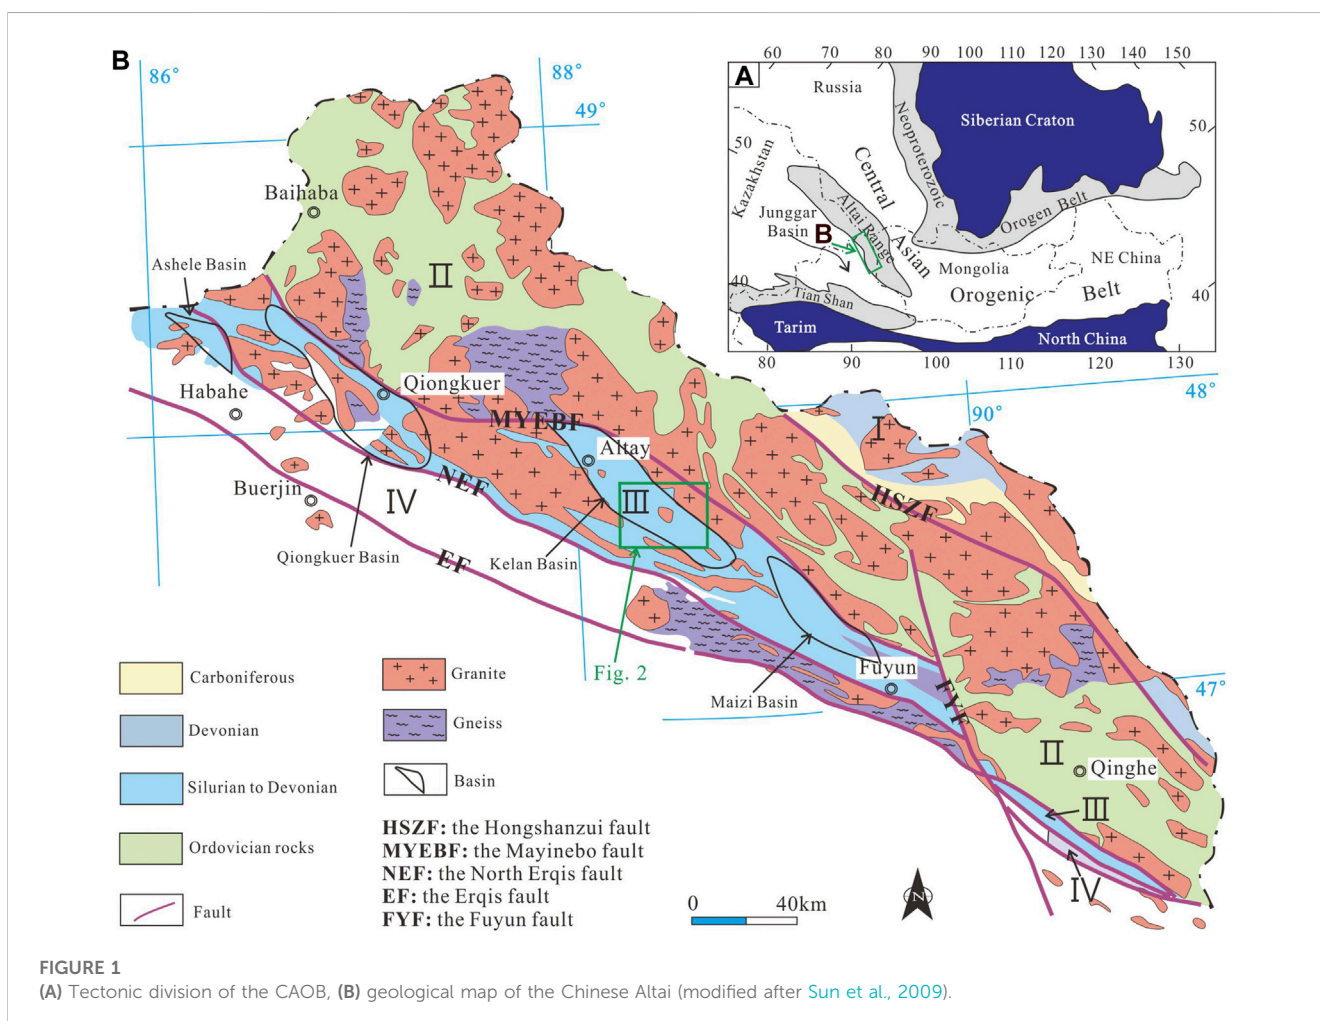 B
86°
88°
49°
Baihaba
Ashele Basin
II
Habahe
Qiongkuer
MYEBF
Altay
NEF
III
Buerjin
IV
Qiongkuer Basin
EF
Kelan Basin
Fig. 2
Maizi Basin
Fuyun
FYF
I
HSZF
90°
48°
47°
II
Qinghe
III
IV
A
60 70 80 90 100 110 120 130 140 150
Russia
Siberian Craton
50
50
Kazakhstan
Neoproterozoic
Orogen Belt
Central
Asian
Orogenic
Belt
Altai Range
Junggar
Basin
B
Mongolia
NE China
40
40
Tian Shan
Tarim
North China
80 90 100 110 120 130
Carboniferous
Devonian
Silurian to Devonian
Ordovician rocks
Fault
Granite
Gneiss
Basin
HSZF: the Hongshanzui fault
MYEBF: the Mayinebo fault
NEF: the North Erqis fault
EF: the Erqis fault
FYF: the Fuyun fault
0 40km
N
FIGURE 1
(A) Tectonic division of the CAOB, (B) geological map of the Chinese Altai (modified after Sun et al., 2009).